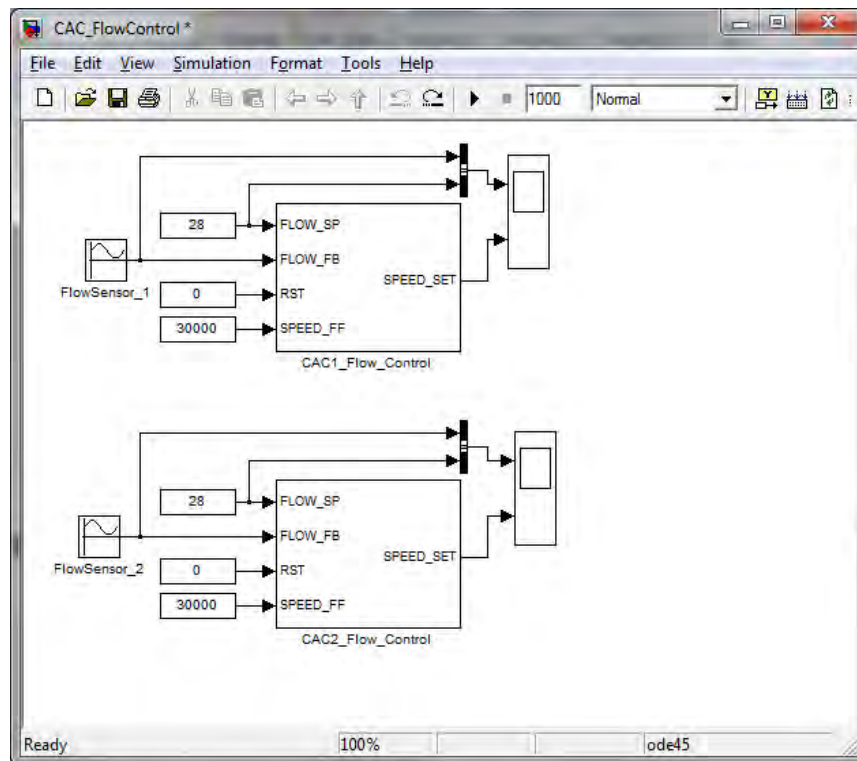 CAC_FlowControl *
File Edit View Simulation Format Tools Help
1000 Normal
28
FLOW_SP
FLOW_FB
FlowSensor_1
0
RST
SPEED_SET
30000
SPEED_FF
CAC1_Flow_Control
28
FLOW_SP
FLOW_FB
FlowSensor_2
0
RST
SPEED_SET
30000
SPEED_FF
CAC2_Flow_Control
Ready 100% ode45